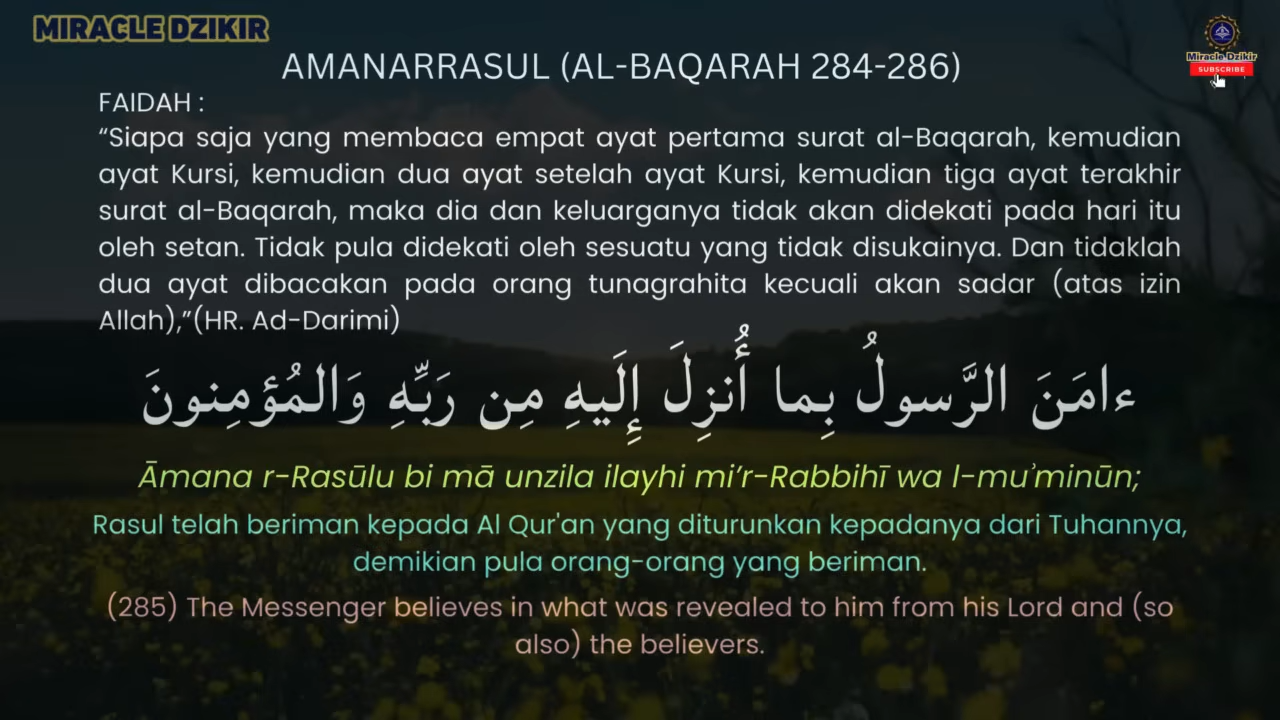 MIRACLE DZIKIR
Miracle Dzikir
SUBSCRIBE
AMANARRASUL (AL-BAQARAH 284-286)
FAIDAH :
“Siapa saja yang membaca empat ayat pertama surat al-Baqarah, kemudian
ayat Kursi, kemudian dua ayat setelah ayat Kursi, kemudian tiga ayat terakhir
surat al-Baqarah, maka dia dan keluarganya tidak akan didekati pada hari itu
oleh setan. Tidak pula didekati oleh sesuatu yang tidak disukainya. Dan tidaklah
dua ayat dibacakan pada orang tunagrahita kecuali akan sadar (atas izin
Allah),”(HR. Ad-Darimi)
ءامَنَ الرَّسولُ بِما أُنزِلَ إِلَيهِ مِن رَبِّهِ وَالمُؤمِنونَ
Āmana r-Rasūlu bi mā unzila ilayhi mi’r-Rabbihī wa l-muʾminūn;
Rasul telah beriman kepada Al Qur'an yang diturunkan kepadanya dari Tuhannya,
demikian pula orang-orang yang beriman.
(285) The Messenger believes in what was revealed to him from his Lord and (so
also) the believers.